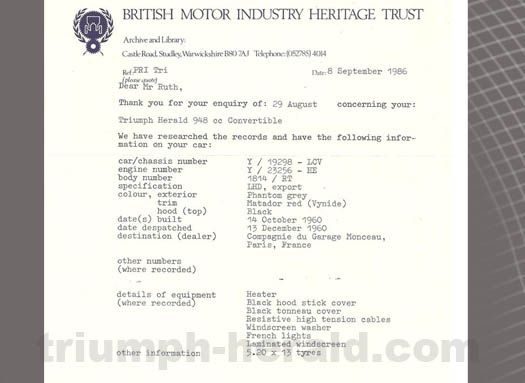 BRITISH MOTOR INDUSTRY HERITAGE TRUST
Archive and Library:
Castle Road, Studley, Warwickshire B80 7AJ Telephone: (052785) 4014
Ref PRI Tri Date: 8 September 1986
(please quote)
Dear Mr Ruth,
Thank you for your enquiry of: 29 August concerning your:
Triumph Herald 948 cc Convertible
We have researched the records and have the following infor-
mation on your car:
car/chassis number Y / 19298 - LCV
engine number Y / 23256 - HE
body number 1814 / RT
specification LHD, export
colour, exterior Phantom grey
trim Matador red (Vynide)
hood (top) Black
date(s) built 14 October 1960
date despatched 13 December 1960
destination (dealer) Compagnie du Garage Monceau,
Paris, France
other numbers
(where recorded)
details of equipment Heater
(where recorded) Black hood stick cover
Black tonneau cover
Resistive high tension cables
Windscreen washer
French lights
Laminated windscreen
other information 5.20 x 13 tyres
triumph-herald.com